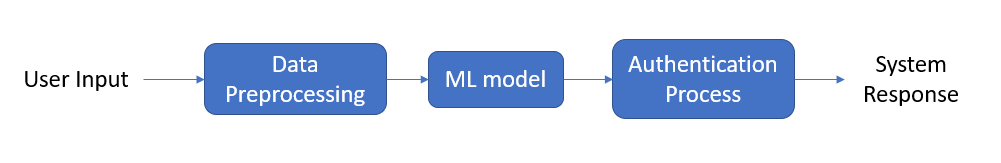 User Input
Data
Preprocessing
ML model
Authentication
Process
System
Response